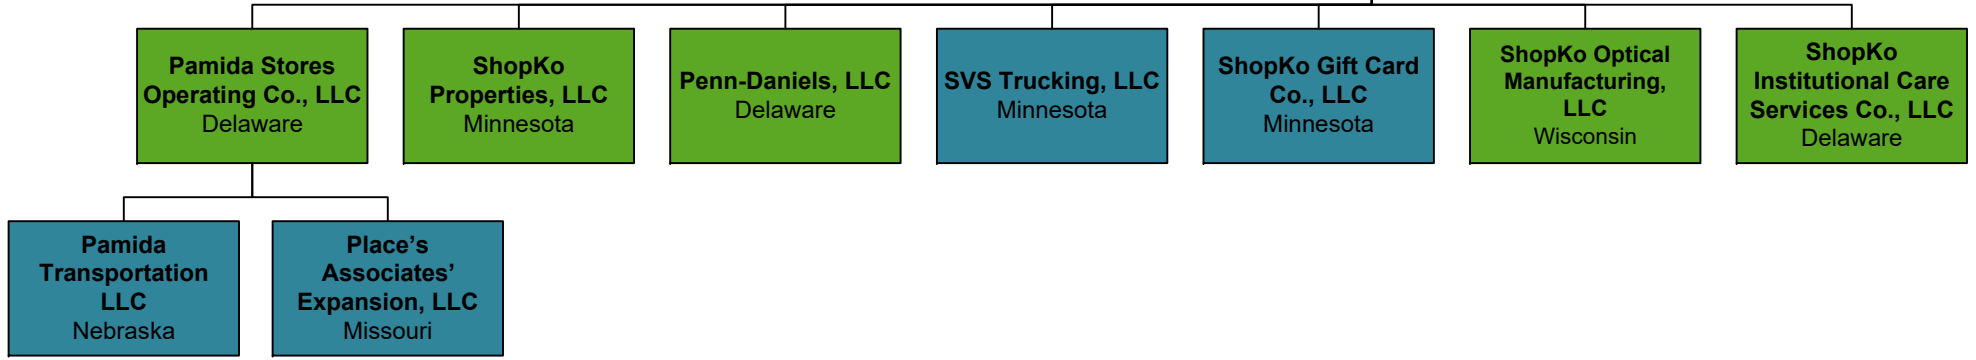 Pamida Stores
Operating Co., LLC
Delaware
ShopKo
Properties, LLC
Minnesota
Penn-Daniels, LLC
Delaware
SVS Trucking, LLC
Minnesota
ShopKo Gift Card
Co., LLC
Minnesota
ShopKo Optical
Manufacturing,
LLC
Wisconsin
ShopKo
Institutional Care
Services Co., LLC
Delaware
Pamida
Transportation
LLC
Nebraska
Place’s
Associates’
Expansion, LLC
Missouri